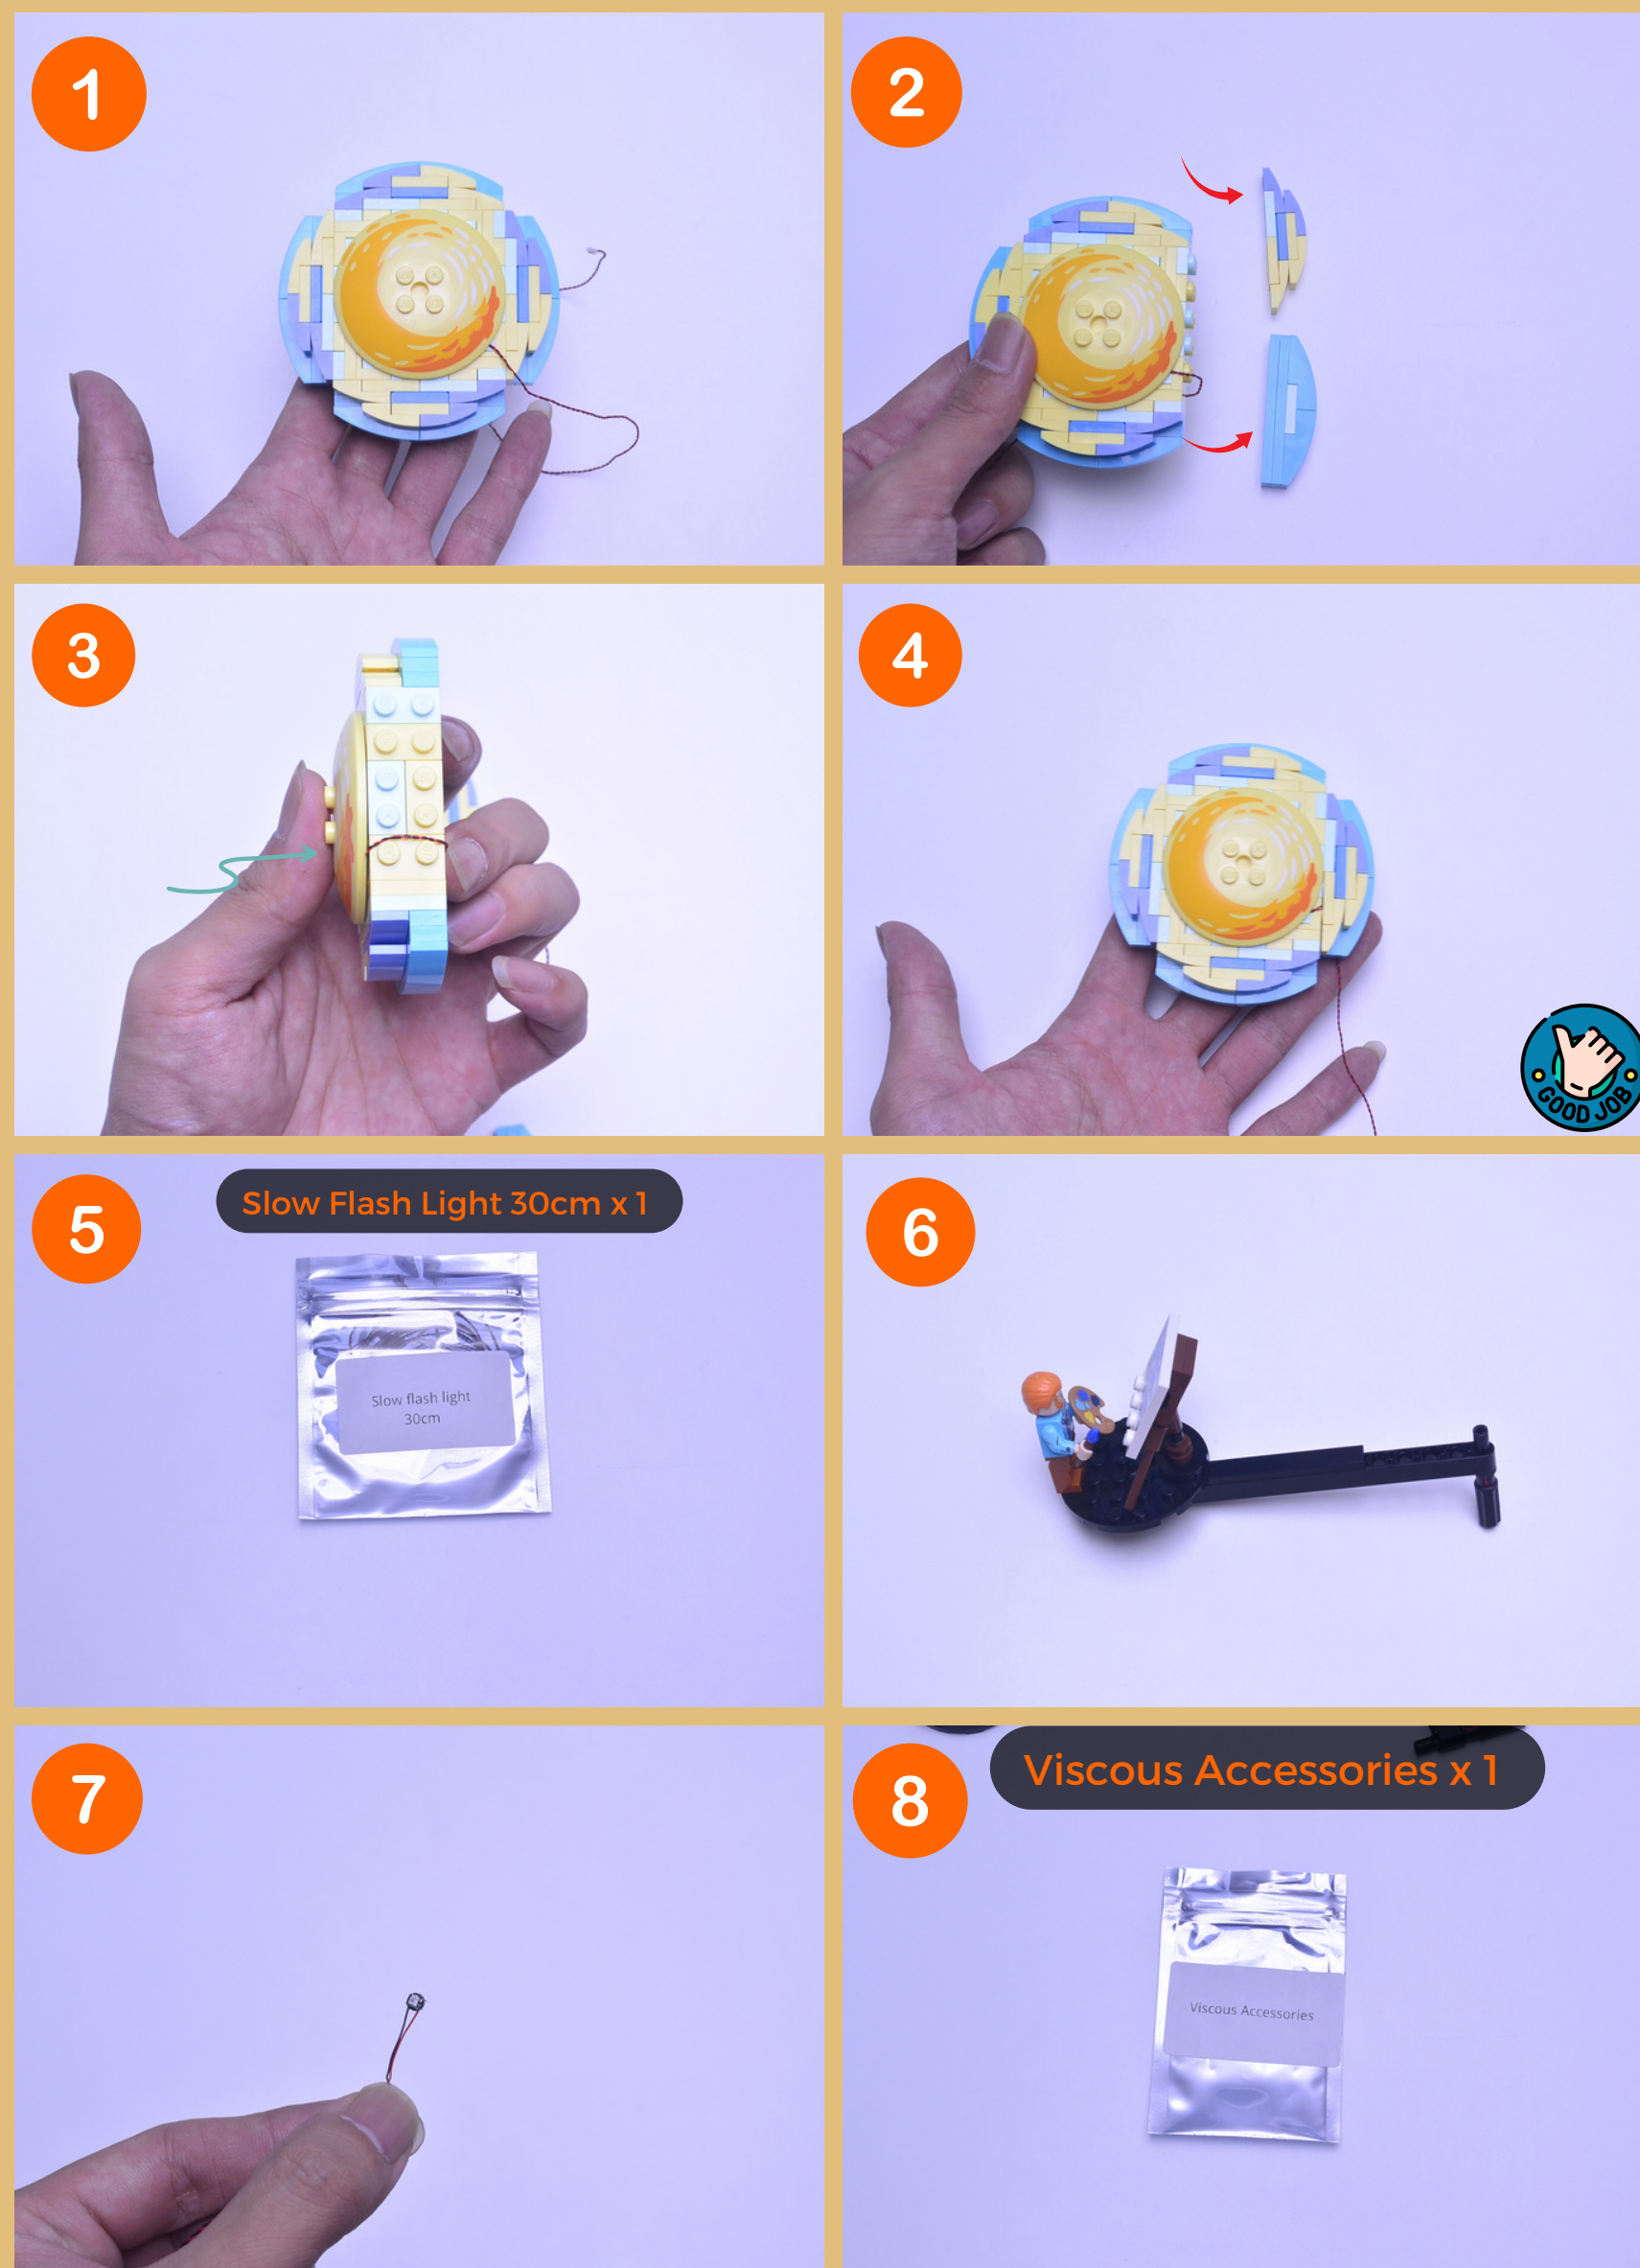 1
2
3
4
GOOD JOB
5
Slow Flash Light 30cm x 1
Slow flash light
30cm
6
7
8
Viscous Accessories x 1
Viscous Accessories